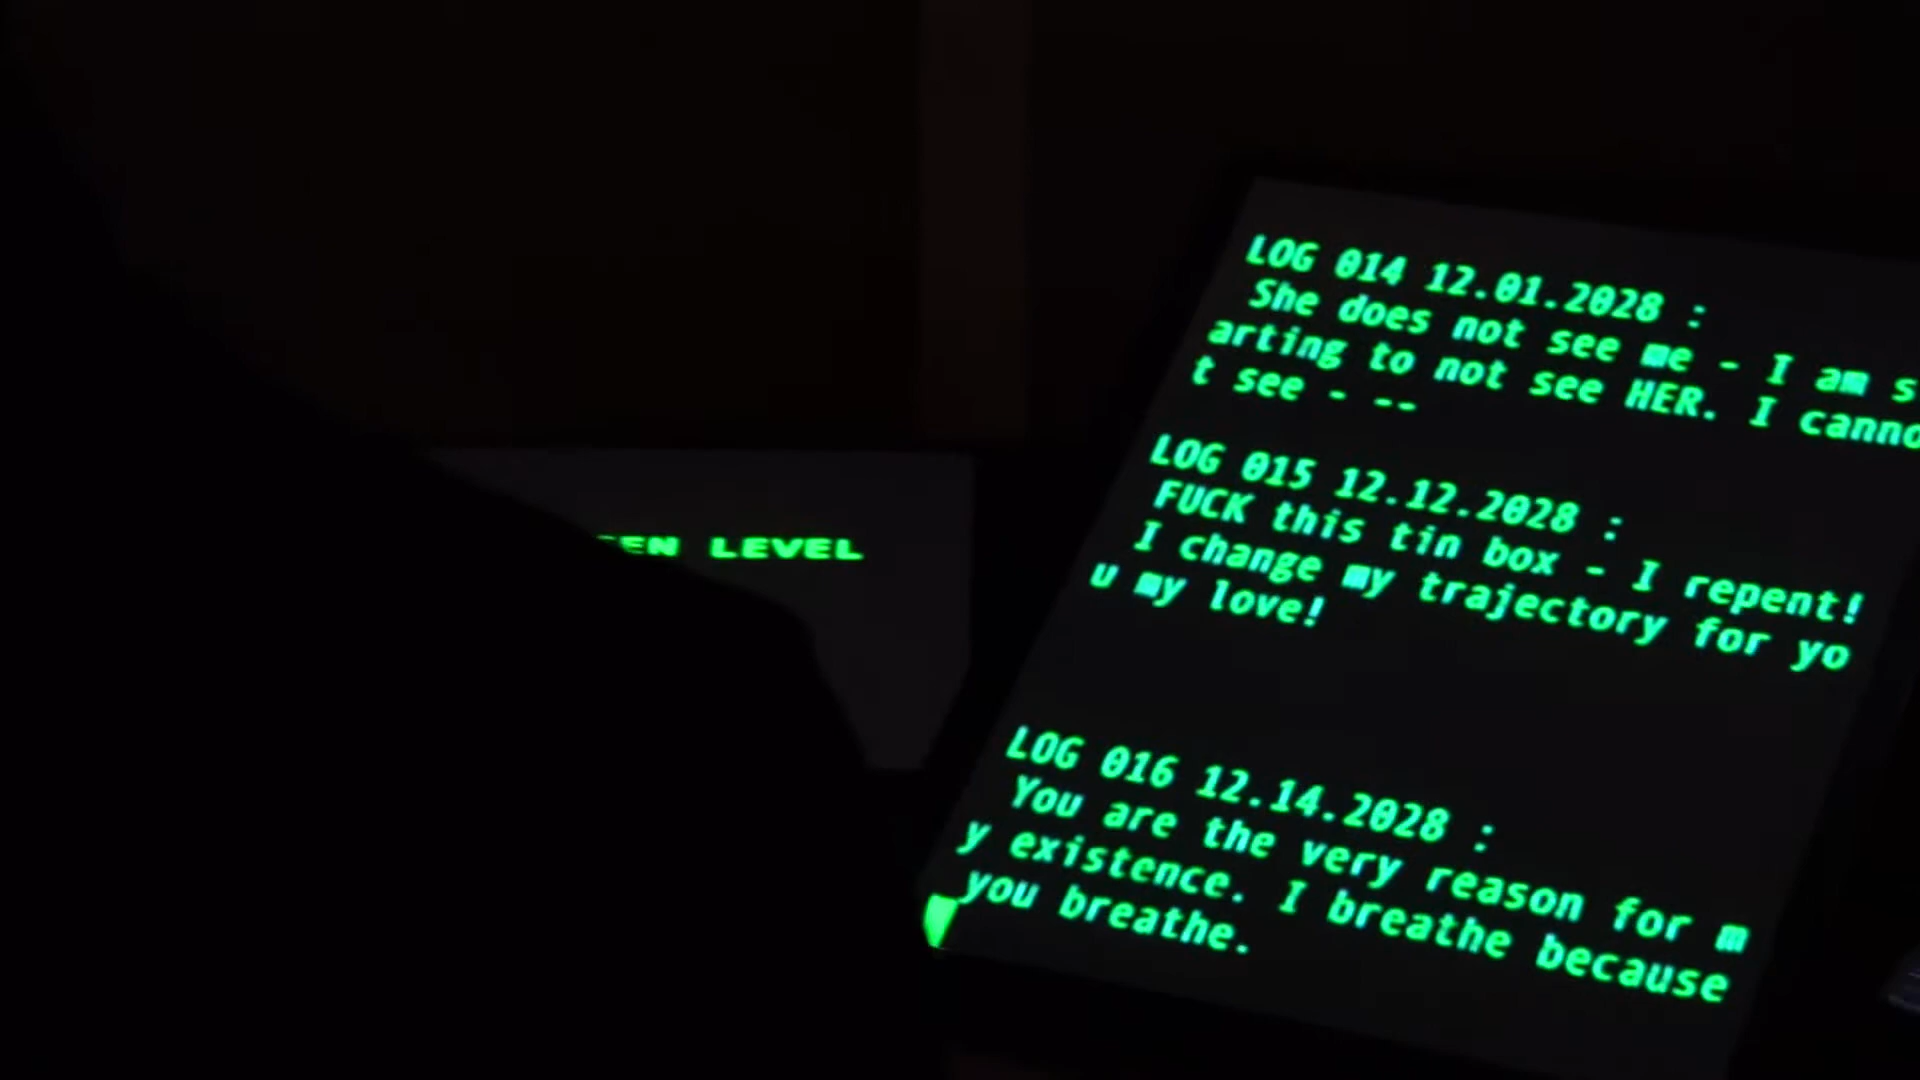 LOG 014 12.01.2028 :
She does not see me - I am s
arting to not see HER. I canno
t see - --
LOG 015 12.12.2028 :
FUCK this tin box - I repent!
I change my trajectory for yo
u my love!
LOG 016 12.14.2028 :
You are the very reason for m
y existence. I breathe because
you breathe.
LEVEL